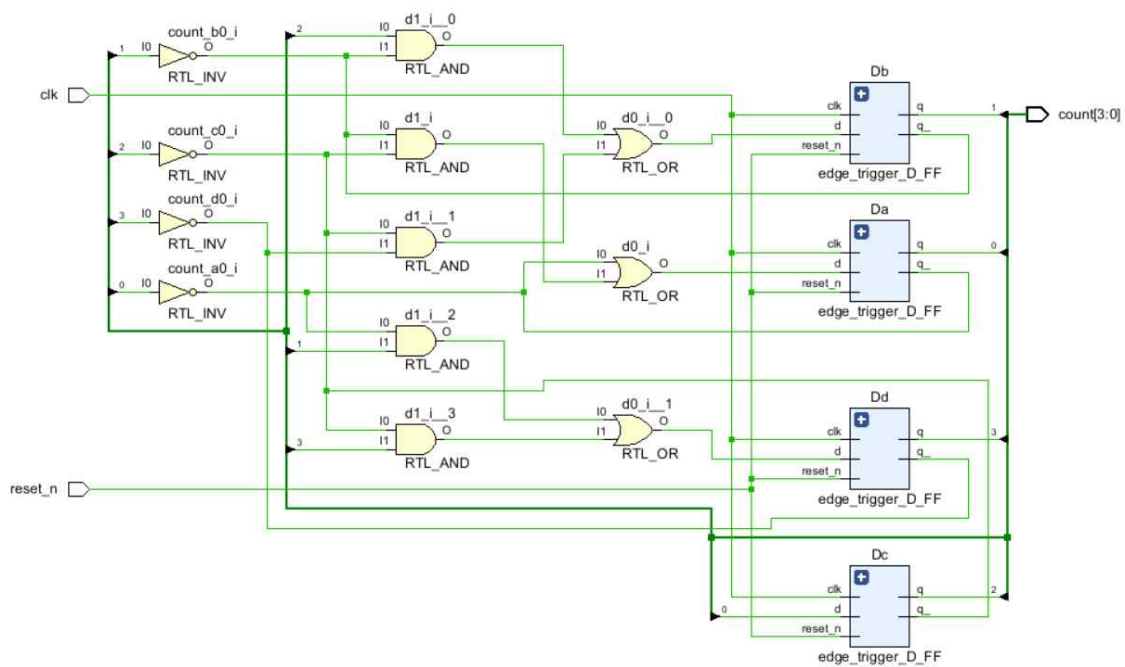 count_b0_i
1 I0 O
RTL_INV
d1_i__0
2 I0 O
I1
RTL_AND
clk
count_c0_i
2 I0 O
RTL_INV
d1_i
I0 O
I1
RTL_AND
count_d0_i
3 I0 O
RTL_INV
d1_i__1
I0 O
I1
RTL_AND
count_a0_i
0 I0 O
RTL_INV
d1_i__2
I0 O
1 I1
RTL_AND
d1_i__3
I0 O
3 I1
RTL_AND
reset_n
d0_i__0
I0 O
I1
RTL_OR
d0_i
I0 O
I1
RTL_OR
d0_i__1
I0 O
I1
RTL_OR
Db
clk q 1
d q_
reset_n
edge_trigger_D_FF
count[3:0]
Da
clk q 0
d q_
reset_n
edge_trigger_D_FF
Dd
clk q 3
d q_
reset_n
edge_trigger_D_FF
Dc
clk q 2
0 d q_
reset_n
edge_trigger_D_FF